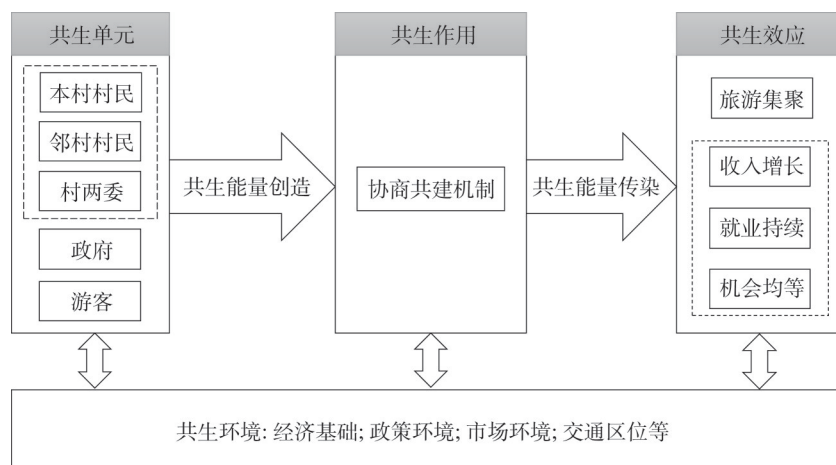 共生单元
本村村民
邻村村民
村两委
政府
游客
共生能量创造
共生作用
协商共建机制
共生能量传染
共生效应
旅游集聚
收入增长
就业持续
机会均等
共生环境: 经济基础; 政策环境; 市场环境; 交通区位等